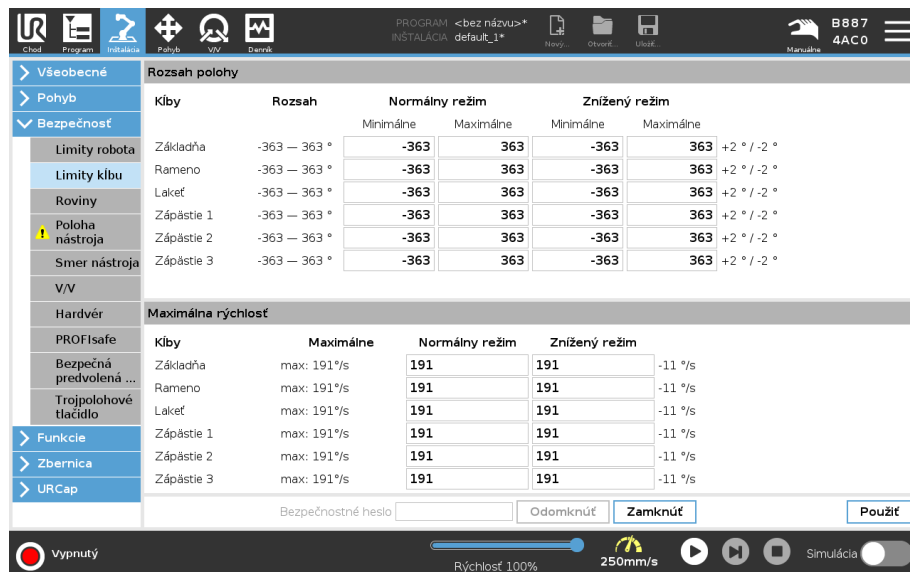 PROGRAM <bez názvu>*
INŠTALÁCIA default_1*
B887
4AC0
Chod Program Inštalácia Pohyb V/V Denník Nový... Otvoriť... Uložiť... Manuálne
Všeobecné
Pohyb
Bezpečnosť
Limity robota
Limity kĺbu
Roviny
Poloha
nástroja
Smer nástroja
V/V
Hardvér
PROFIsafe
Bezpečná
predvolená ...
Trojpolohové
tlačidlo
Funkcie
Zbernica
URCap
Rozsah polohy
Kĺby Rozsah Normálny režim Znížený režim
Minimálne Maximálne Minimálne Maximálne
Základňa -363 — 363 ° -363 363 -363 363 +2 ° / -2 °
Rameno -363 — 363 ° -363 363 -363 363 +2 ° / -2 °
Lakeť -363 — 363 ° -363 363 -363 363 +2 ° / -2 °
Zápästie 1 -363 — 363 ° -363 363 -363 363 +2 ° / -2 °
Zápästie 2 -363 — 363 ° -363 363 -363 363 +2 ° / -2 °
Zápästie 3 -363 — 363 ° -363 363 -363 363 +2 ° / -2 °
Maximálna rýchlosť
Kĺby Maximálne Normálny režim Znížený režim
Základňa max: 191°/s 191 191 -11 °/s
Rameno max: 191°/s 191 191 -11 °/s
Lakeť max: 191°/s 191 191 -11 °/s
Zápästie 1 max: 191°/s 191 191 -11 °/s
Zápästie 2 max: 191°/s 191 191 -11 °/s
Zápästie 3 max: 191°/s 191 191 -11 °/s
Bezpečnostné heslo Odomknúť Zamknúť Použiť
Vypnutý Rýchlosť 100% 250mm/s Simulácia